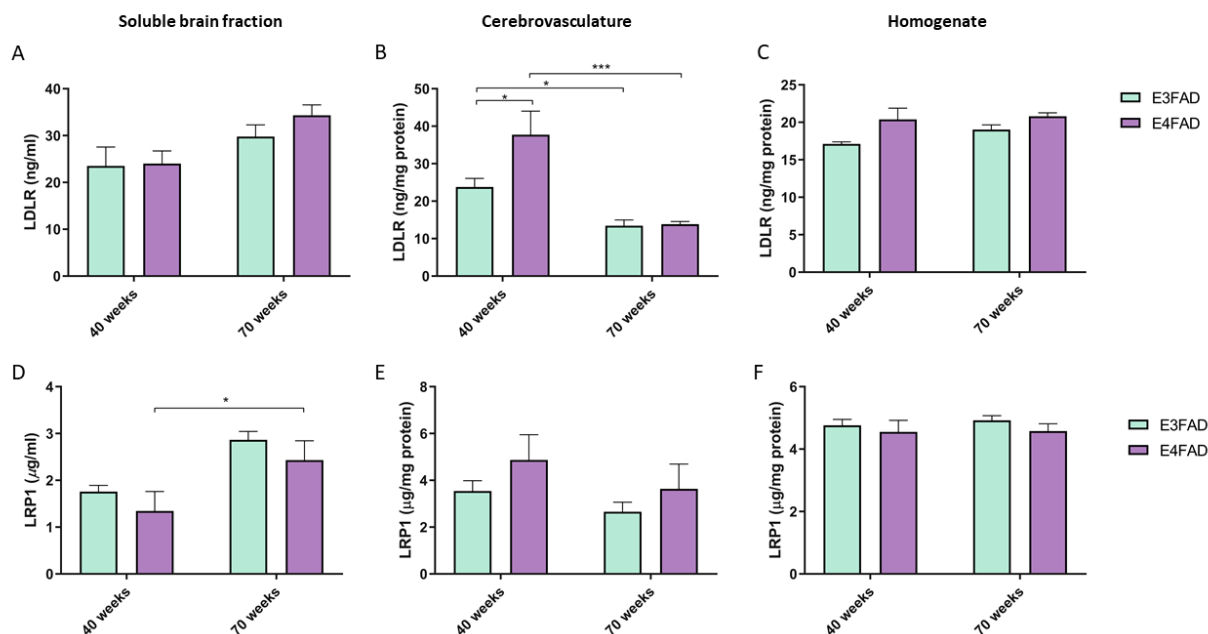 Soluble brain fraction
Cerebrovasculature
Homogenate
A
LDLR (ng/ml)
40
30
20
10
0
40 weeks
70 weeks
B
LDLR (ng/mg protein)
50
40
30
20
10
0
*
*
***
40 weeks
70 weeks
C
LDLR (ng/mg protein)
25
20
15
10
5
0
40 weeks
70 weeks
E3FAD
E4FAD
D
LRP1 (μg/ml)
4
3
2
1
0
*
40 weeks
70 weeks
E
LRP1 (μg/mg protein)
8
6
4
2
0
40 weeks
70 weeks
F
LRP1 (μg/mg protein)
6
4
2
0
40 weeks
70 weeks
E3FAD
E4FAD